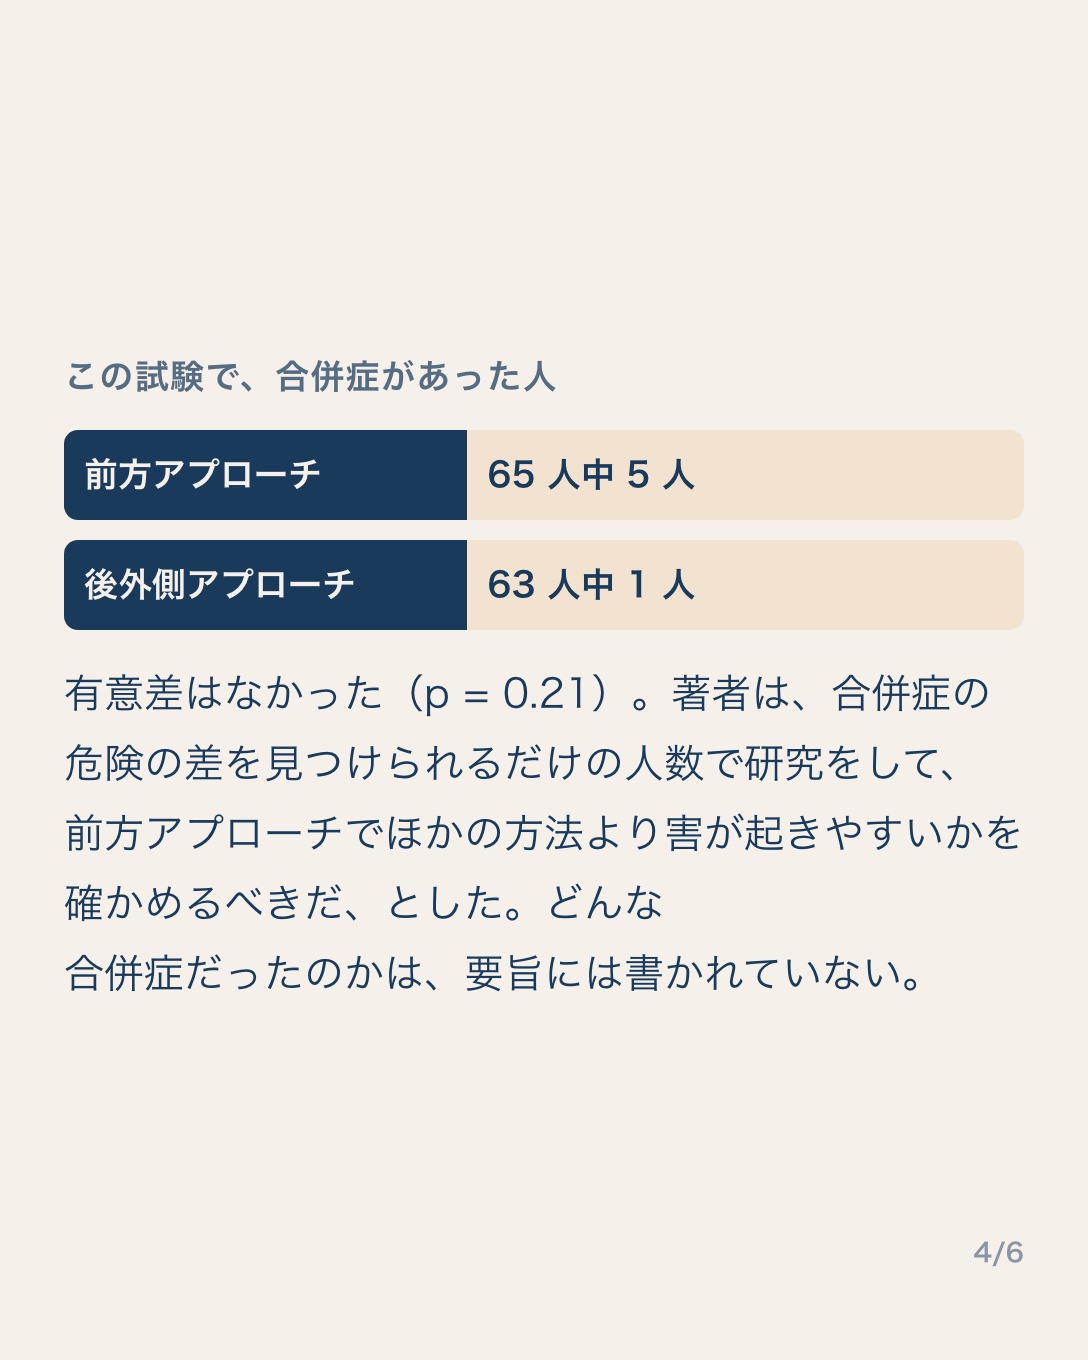 この試験で、合併症があった人
前方アプローチ 65 人中 5 人
後外側アプローチ 63 人中 1 人
有意差はなかった（p = 0.21）。著者は、合併症の
危険の差を見つけられるだけの人数で研究をして、
前方アプローチでほかの方法より害が起きやすいかを
確かめるべきだ、とした。どんな
合併症だったのかは、要旨には書かれていない。
4/6